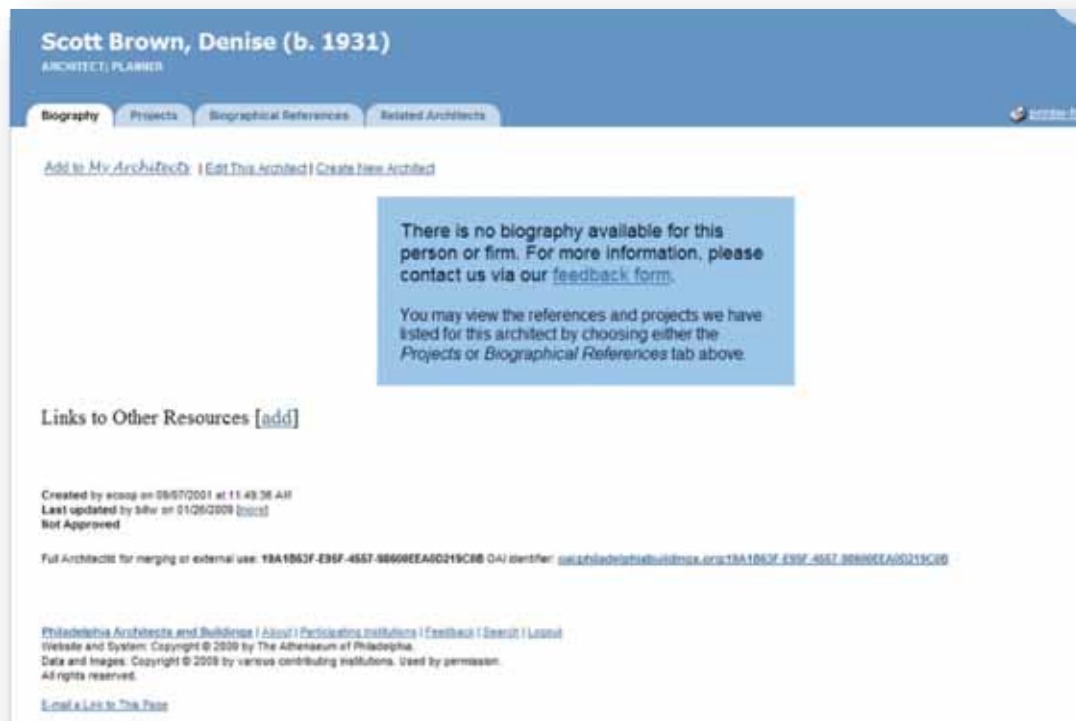 Scott Brown, Denise (b. 1931)
ARCHITECT; PLANNER
Biography Projects Biographical References Related Architects
Add to My Architects | Edit This Architect | Create New Architect
There is no biography available for this
person or firm. For more information, please
contact us via our feedback form.
You may view the references and projects we have
listed for this architect by choosing either the
Projects or Biographical References tab above.
Links to Other Resources [add]
Created by on 09/07/2001 at 11:49:36 AM
Last updated by on 01/26/2009 [more]
Not Approved
Full ArchitectId for merging or external use: OAI identifier:
Philadelphia Architects and Buildings | About | Participating Institutions | Feedback | Search | Logout
Website and System: Copyright © 2009 by The Athenaeum of Philadelphia.
Data and Images: Copyright © 2009 by various contributing institutions. Used by permission.
All rights reserved.
E-mail a Link to This Page